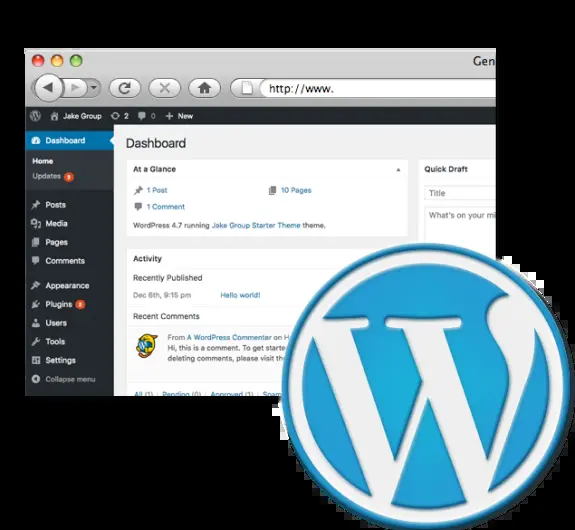 Gen
http://www.
Jake Group 2 0 + New
Dashboard
Home
Updates 3
Posts
Media
Pages
Comments
Appearance
Plugins 2
Users
Tools
Settings
Collapse menu
Dashboard
At a Glance
1 Post 10 Pages
1 Comment
WordPress 4.7 running Jake Group Starter Theme theme.
Activity
Recently Published
Dec 6th, 9:15 pm Hello world!
Recent Comments
From A WordPress Commenter on H
Hi, this is a comment. To get starte
deleting comments, please visit th
All (1) | Pending (0) | Approved (1) | Spam
Quick Draft
Title
What's on your mi
W